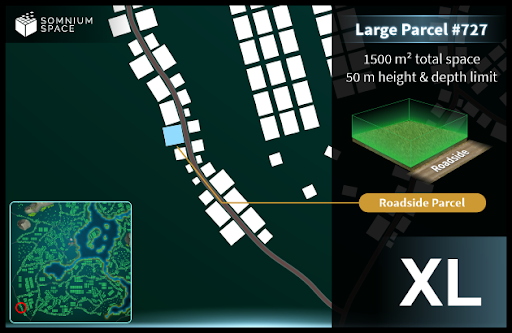 SOMNIUM
SPACE
Large Parcel #727
1500 m² total space
50 m height & depth limit
Roadside
Roadside Parcel
XL